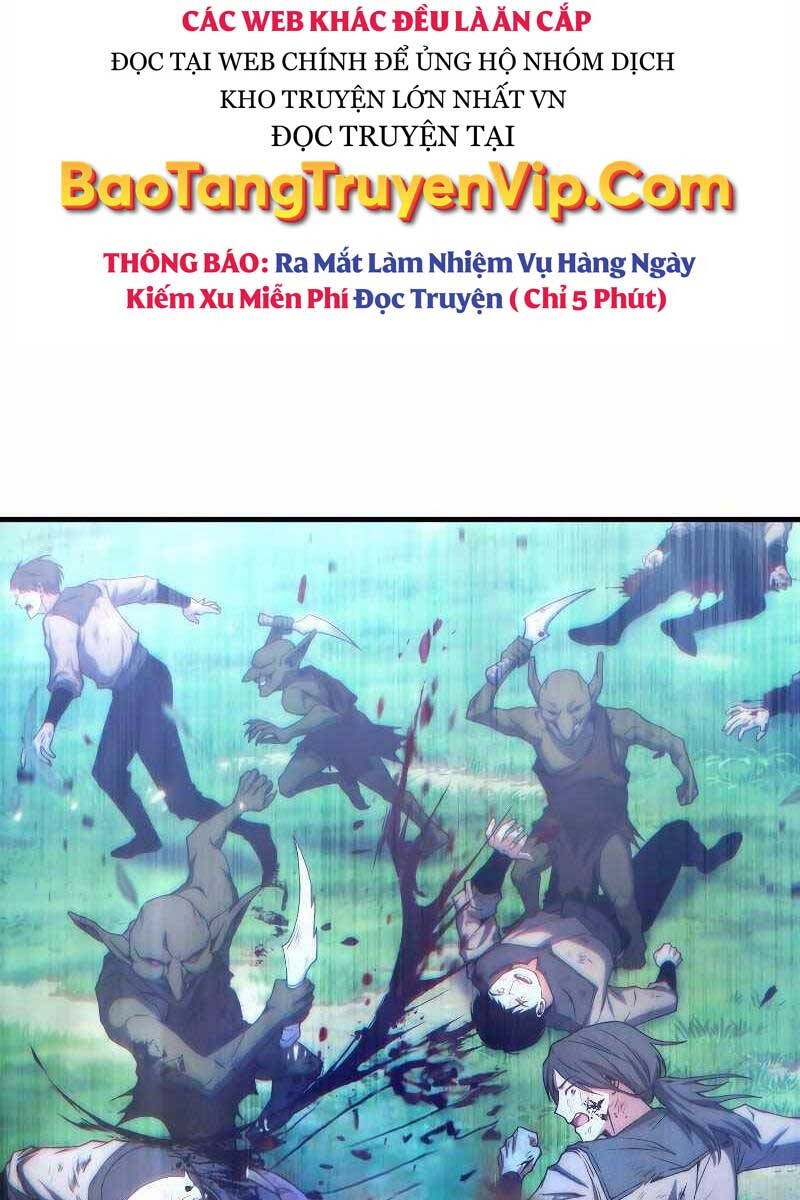 CÁC WEB KHÁC ĐỀU LÀ ĂN CẮP
ĐỌC TẠI WEB CHÍNH ĐỂ ỦNG HỘ NHÓM DỊCH
KHO TRUYỆN LỚN NHẤT VN
ĐỌC TRUYỆN TẠI
BaoTangTruyenVip.Com
THÔNG BÁO: Ra Mắt Làm Nhiệm Vụ Hàng Ngày
Kiếm Xu Miễn Phí Đọc Truyện ( Chỉ 5 Phút)